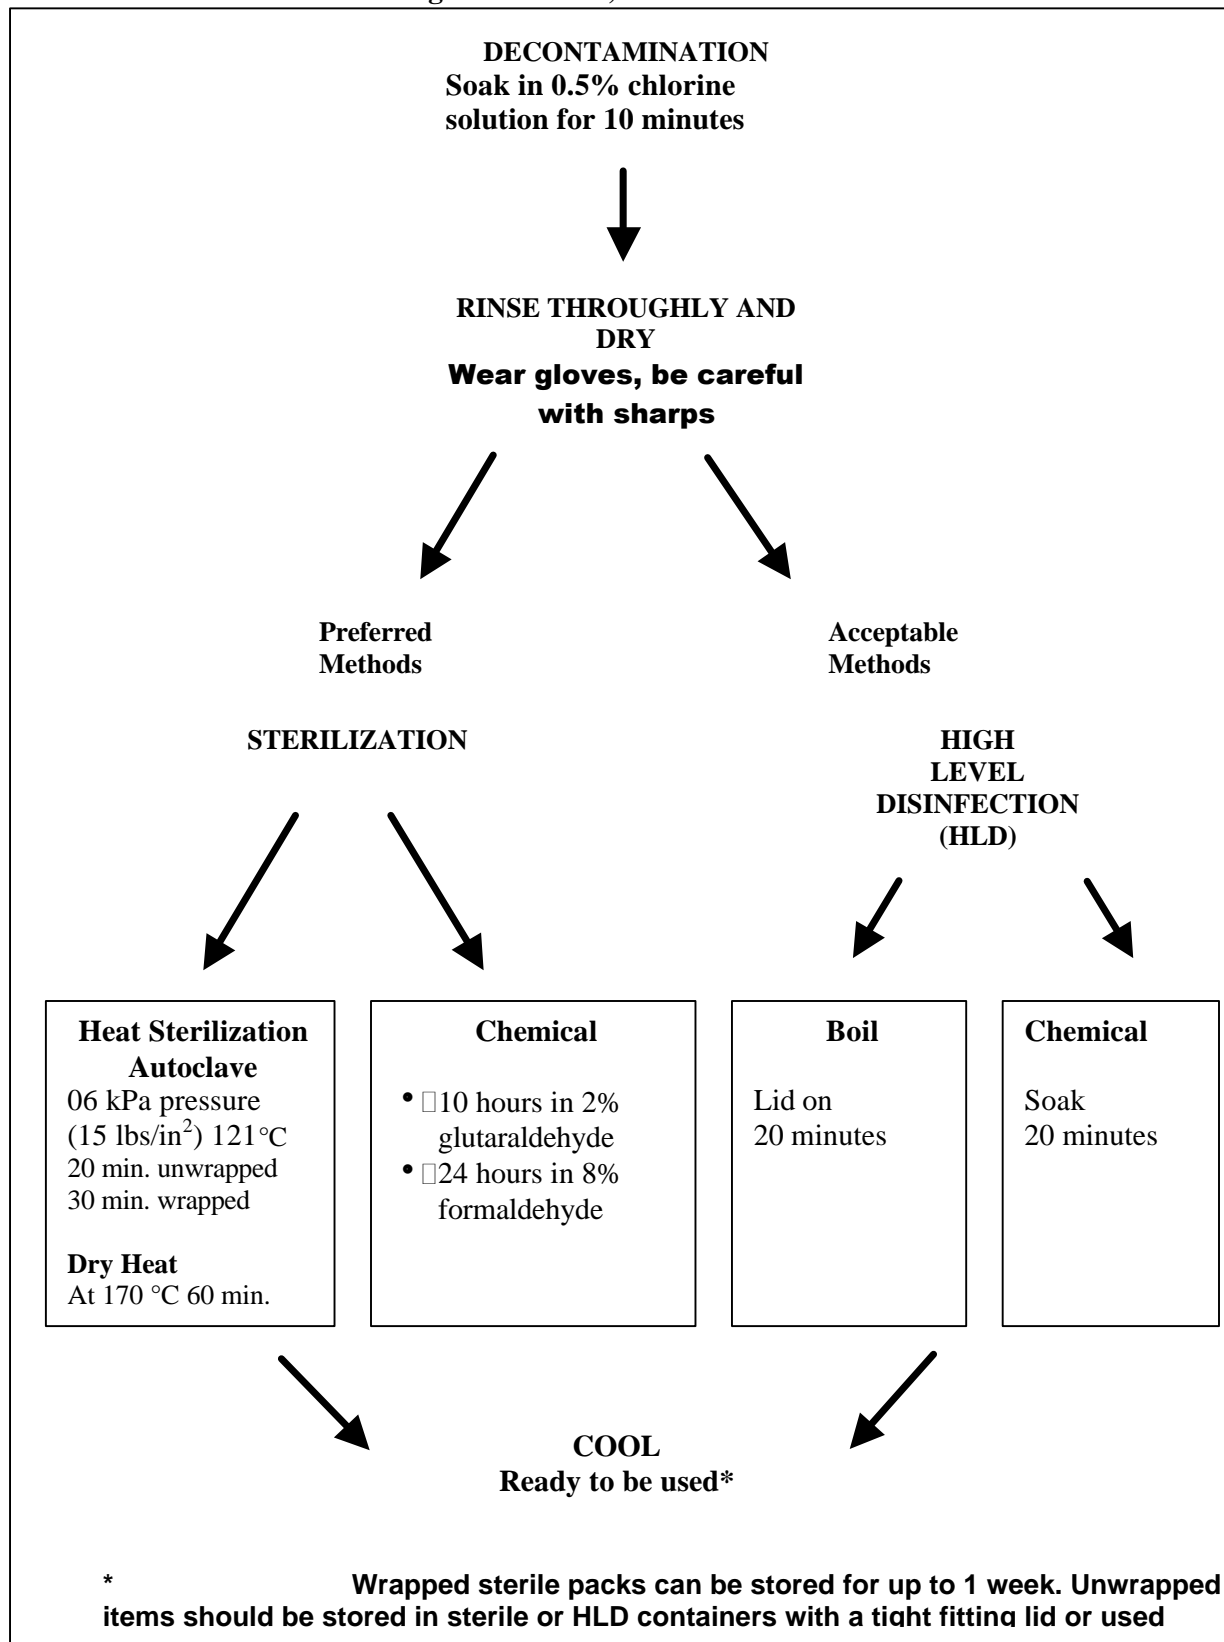 DECONTAMINATION
Soak in 0.5% chlorine
solution for 10 minutes
RINSE THROUGHLY AND
DRY
Wear gloves, be careful
with sharps
Preferred
Methods
Acceptable
Methods
STERILIZATION
HIGH
LEVEL
DISINFECTION
(HLD)
Heat Sterilization
Autoclave
06 kPa pressure
(15 lbs/in²) 121°C
20 min. unwrapped
30 min. wrapped
Dry Heat
At 170 °C 60 min.
Chemical
• 10 hours in 2%
glutaraldehyde
• 24 hours in 8%
formaldehyde
Boil
Lid on
20 minutes
Chemical
Soak
20 minutes
COOL
Ready to be used*
* Wrapped sterile packs can be stored for up to 1 week. Unwrapped
items should be stored in sterile or HLD containers with a tight fitting lid or used